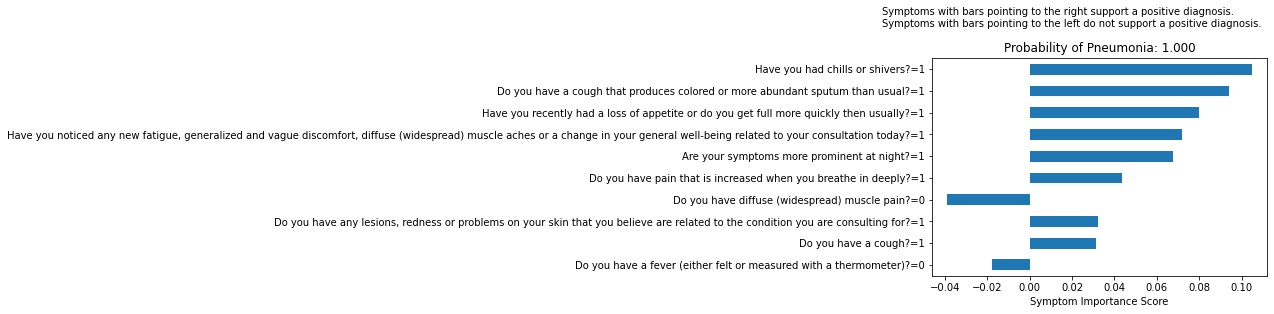 Symptoms with bars pointing to the right support a positive diagnosis.
Symptoms with bars pointing to the left do not support a positive diagnosis.
Probability of Pneumonia: 1.000
Have you had chills or shivers?=1
Do you have a cough that produces colored or more abundant sputum than usual?=1
Have you recently had a loss of appetite or do you get full more quickly then usually?=1
Have you noticed any new fatigue, generalized and vague discomfort, diffuse (widespread) muscle aches or a change in your general well-being related to your consultation today?=1
Are your symptoms more prominent at night?=1
Do you have pain that is increased when you breathe in deeply?=1
Do you have diffuse (widespread) muscle pain?=0
Do you have any lesions, redness or problems on your skin that you believe are related to the condition you are consulting for?=1
Do you have a cough?=1
Do you have a fever (either felt or measured with a thermometer)?=0
−0.04 −0.02 0.00 0.02 0.04 0.06 0.08 0.10
Symptom Importance Score